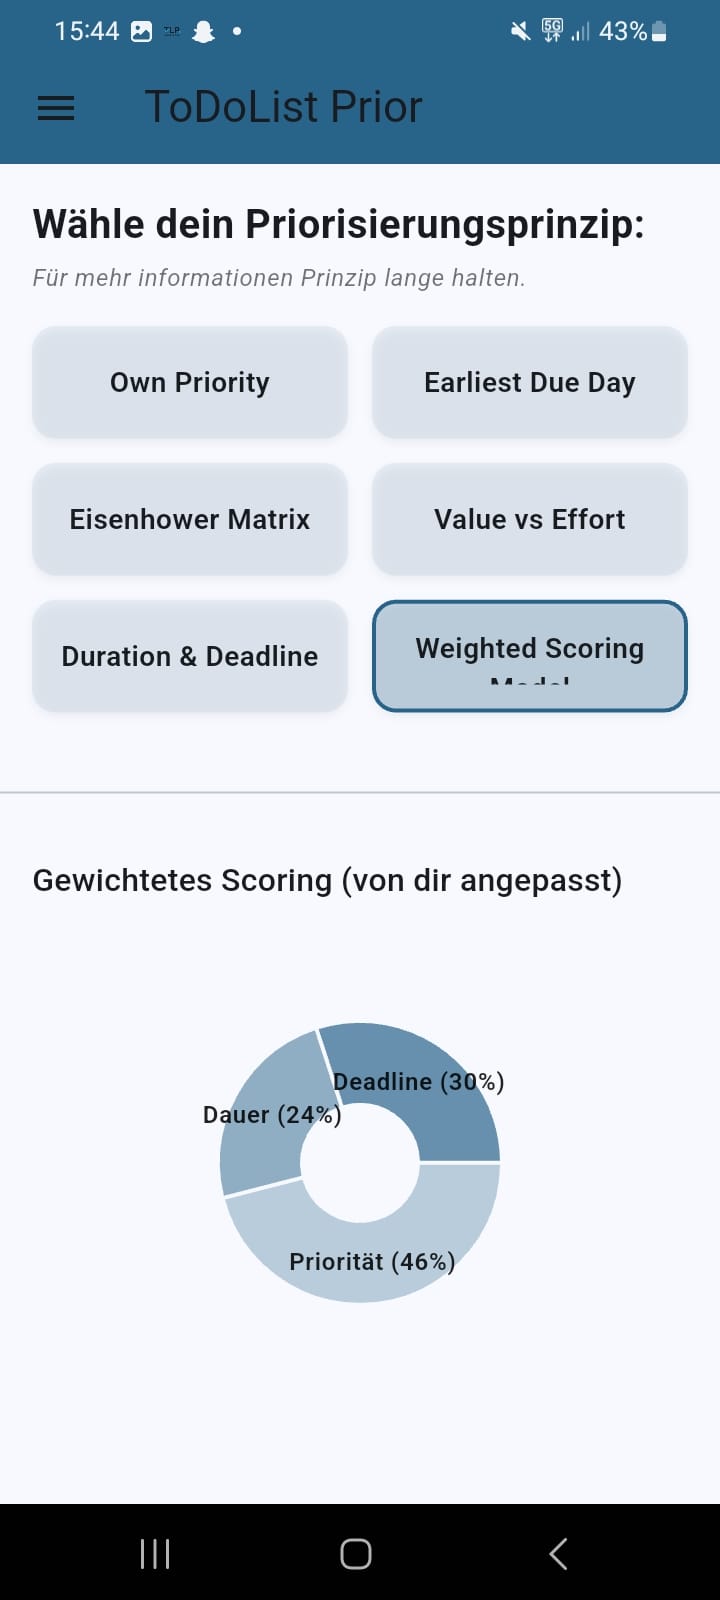 15:44
TLP
5G
43%
ToDoList Prior
Wähle dein Priorisierungsprinzip:
Für mehr informationen Prinzip lange halten.
Own Priority
Earliest Due Day
Eisenhower Matrix
Value vs Effort
Duration & Deadline
Weighted Scoring
Gewichtetes Scoring (von dir angepasst)
Deadline (30%)
Dauer (24%)
Priorität (46%)